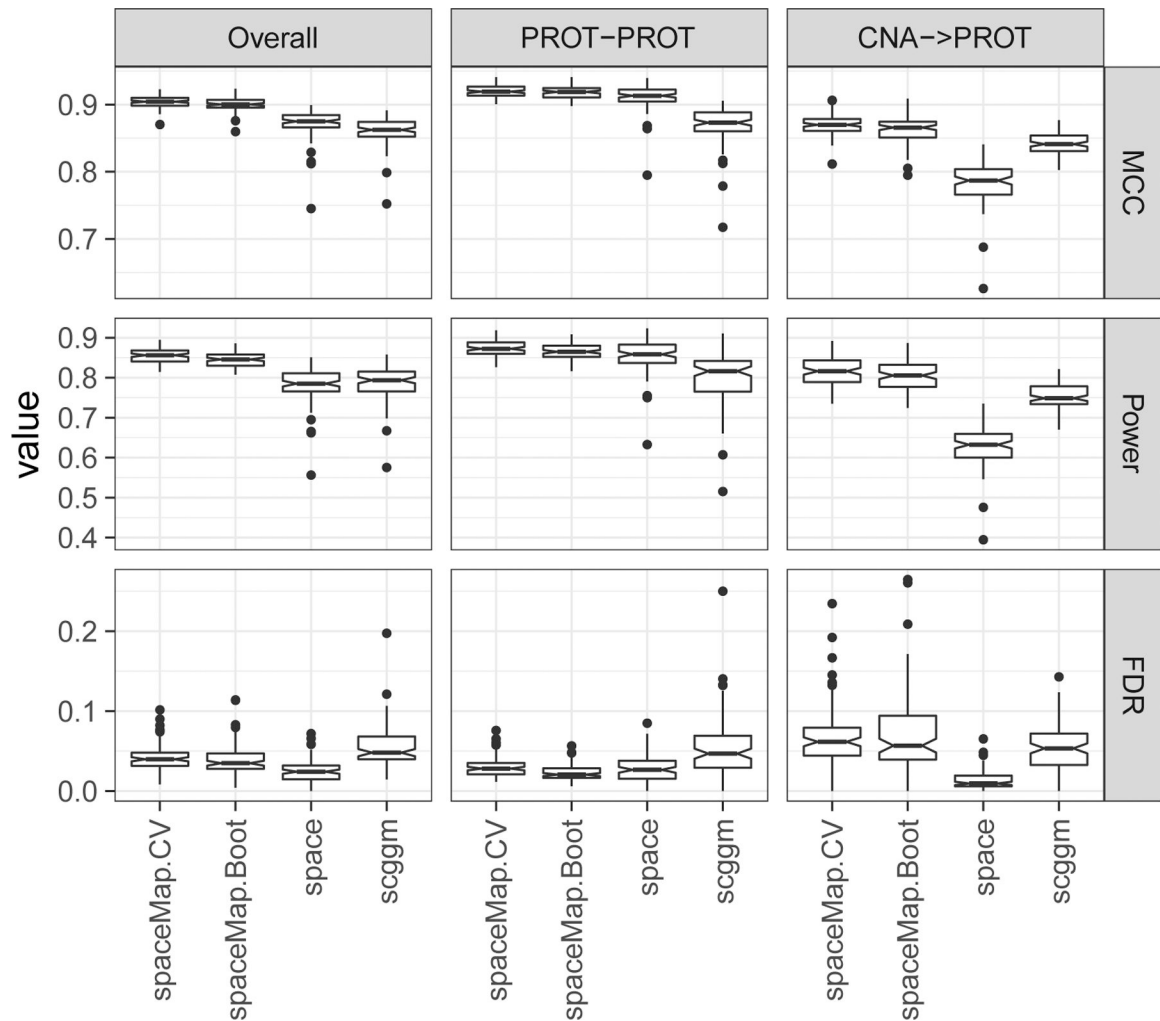 Overall
PROT−PROT
CNA−>PROT
value
0.9
0.8
0.7
MCC
0.9
0.8
0.7
0.6
0.5
0.4
Power
0.2
0.1
0.0
FDR
spaceMap.CV
spaceMap.Boot
space
scggm
spaceMap.CV
spaceMap.Boot
space
scggm
spaceMap.CV
spaceMap.Boot
space
scggm